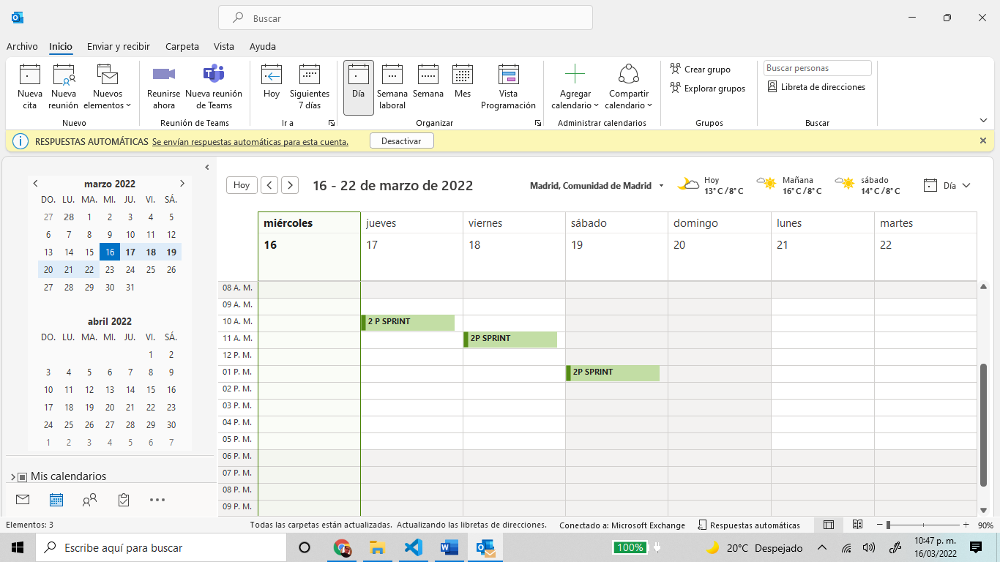 Buscar
Archivo Inicio Enviar y recibir Carpeta Vista Ayuda
Nueva cita
Nueva reunión
Nuevos elementos
Nuevo
Reunirse ahora
Nueva reunión de Teams
Reunión de Teams
Hoy
Siguientes 7 días
Ir a
Día
Semana laboral
Semana
Mes
Vista Programación
Organizar
Agregar calendario
Compartir calendario
Administrar calendarios
Crear grupo
Explorar grupos
Grupos
Buscar personas
Libreta de direcciones
Buscar
RESPUESTAS AUTOMÁTICAS Se envían respuestas automáticas para esta cuenta. Desactivar
marzo 2022
DO. LU. MA. MI. JU. VI. SÁ.
27 28 1 2 3 4 5
6 7 8 9 10 11 12
13 14 15 16 17 18 19
20 21 22 23 24 25 26
27 28 29 30 31
abril 2022
DO. LU. MA. MI. JU. VI. SÁ.
1 2
3 4 5 6 7 8 9
10 11 12 13 14 15 16
17 18 19 20 21 22 23
24 25 26 27 28 29 30
1 2 3 4 5 6 7
Mis calendarios
Hoy 16 - 22 de marzo de 2022
Madrid, Comunidad de Madrid
Hoy
13°C/8°C
Mañana
16°C/8°C
sábado
14°C/8°C
Día
miércoles jueves viernes sábado domingo lunes martes
16 17 18 19 20 21 22
08 A. M.
09 A. M.
10 A. M. 2 P SPRINT
11 A. M. 2P SPRINT
12 P. M.
01 P. M. 2P SPRINT
02 P. M.
03 P. M.
04 P. M.
05 P. M.
06 P. M.
07 P. M.
08 P. M.
09 P. M.
Elementos: 3 Todas las carpetas están actualizadas. Actualizando las libretas de direcciones. Conectado a: Microsoft Exchange Respuestas automáticas 90%
Escribe aquí para buscar
100%
20°C Despejado
10:47 p. m.
16/03/2022